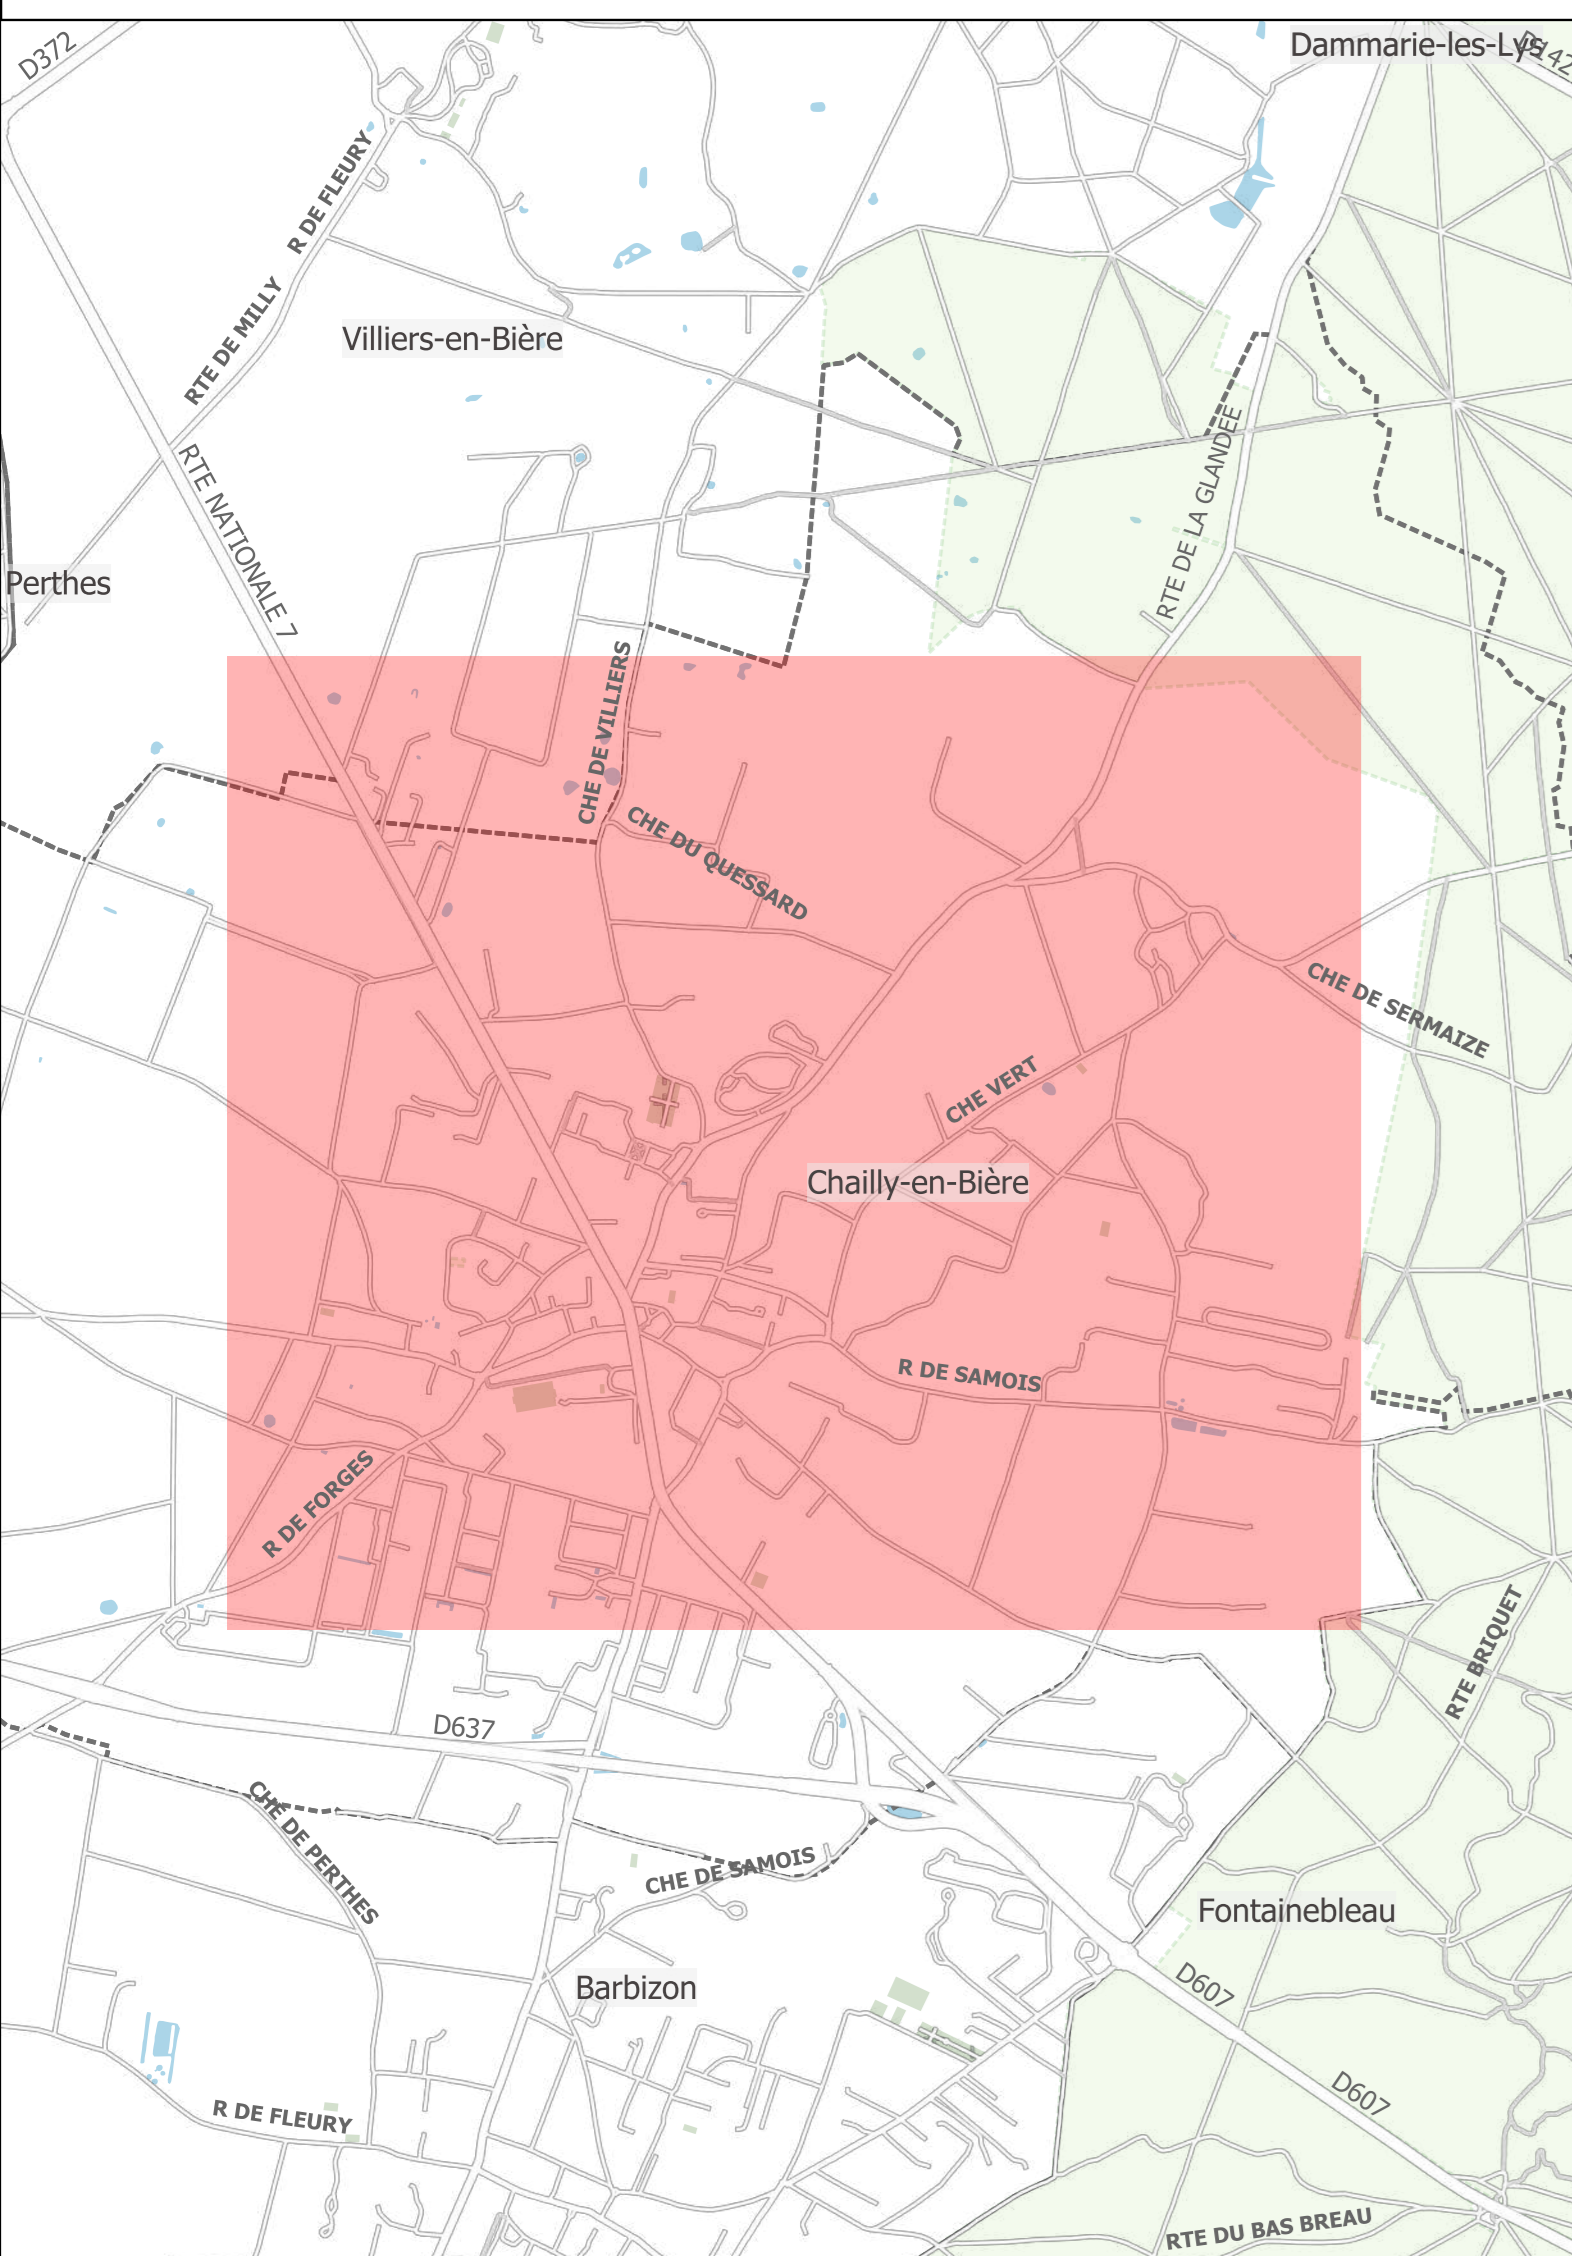 Dammarie-les-Lys
D142
D372
R DE FLEURY
RTE DE MILLY
Villiers-en-Bière
RTE DE LA GLANDEE
RTE NATIONALE 7
Perthes
CHE DE VILLIERS
CHE DU QUESSARD
CHE DE SERMAIZE
CHE VERT
Chailly-en-Bière
R DE SAMOIS
R DE FORGES
RTE BRIQUET
D637
CHE DE PERTHES
CHE DE SAMOIS
Fontainebleau
Barbizon
D607
D607
R DE FLEURY
RTE DU BAS BREAU